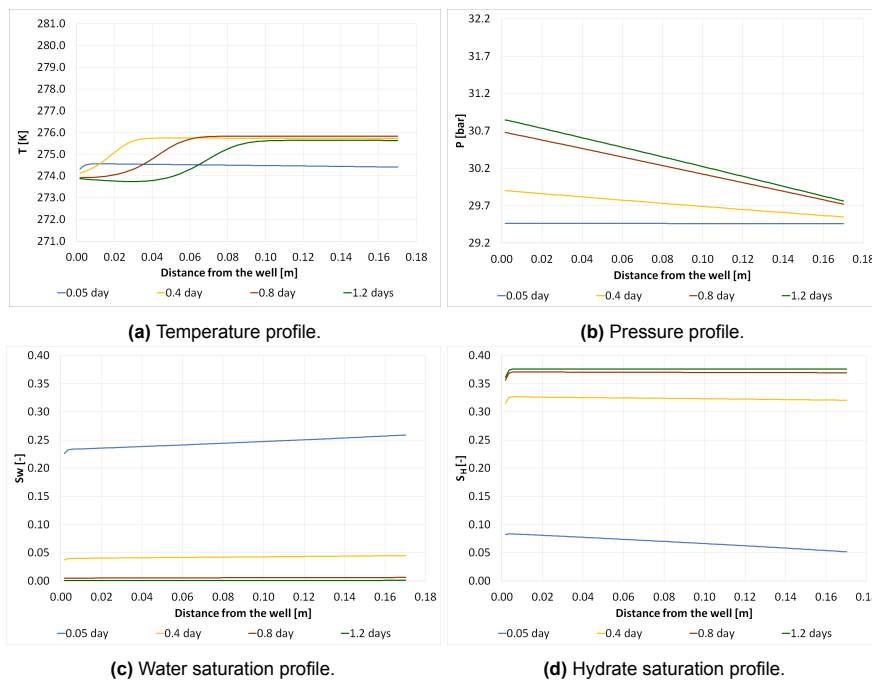 281.0
280.0
279.0
278.0
277.0
276.0
275.0
274.0
273.0
272.0
271.0
T [K]
0.00 0.02 0.04 0.06 0.08 0.10 0.12 0.14 0.16 0.18
Distance from the well [m]
0.05 day 0.4 day 0.8 day 1.2 days
(a) Temperature profile.
32.2
31.7
31.2
30.7
30.2
29.7
29.2
P [bar]
0.00 0.02 0.04 0.06 0.08 0.10 0.12 0.14 0.16 0.18
Distance from the well [m]
0.05 day 0.4 day 0.8 day 1.2 days
(b) Pressure profile.
0.40
0.35
0.30
0.25
0.20
0.15
0.10
0.05
0.00
Sw [-]
0.00 0.02 0.04 0.06 0.08 0.10 0.12 0.14 0.16 0.18
Distance from the well [m]
0.05 day 0.4 day 0.8 day 1.2 days
(c) Water saturation profile.
0.40
0.35
0.30
0.25
0.20
0.15
0.10
0.05
0.00
SH [-]
0.00 0.02 0.04 0.06 0.08 0.10 0.12 0.14 0.16 0.18
Distance from the well [m]
0.05 day 0.4 day 0.8 day 1.2 days
(d) Hydrate saturation profile.